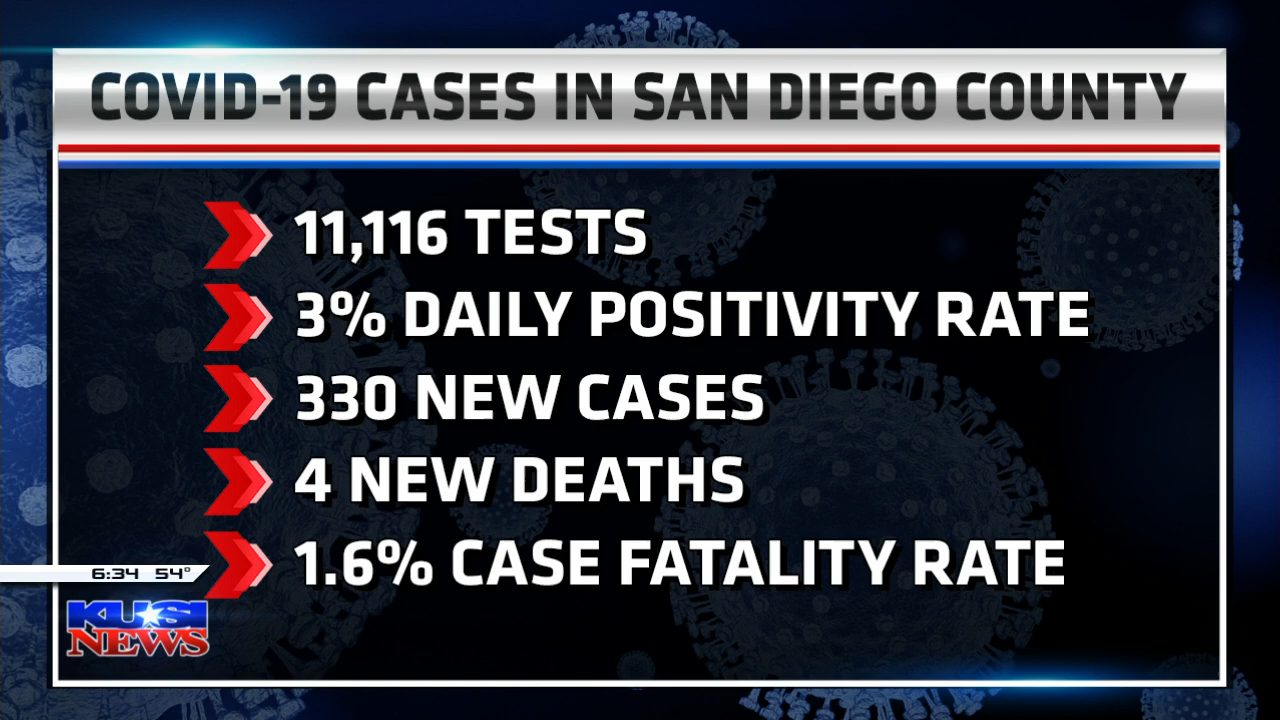 COVID-19 CASES IN SAN DIEGO COUNTY
11,116 TESTS
3% DAILY POSITIVITY RATE
330 NEW CASES
4 NEW DEATHS
1.6% CASE FATALITY RATE
6:34 54°
KUSI
NEWS